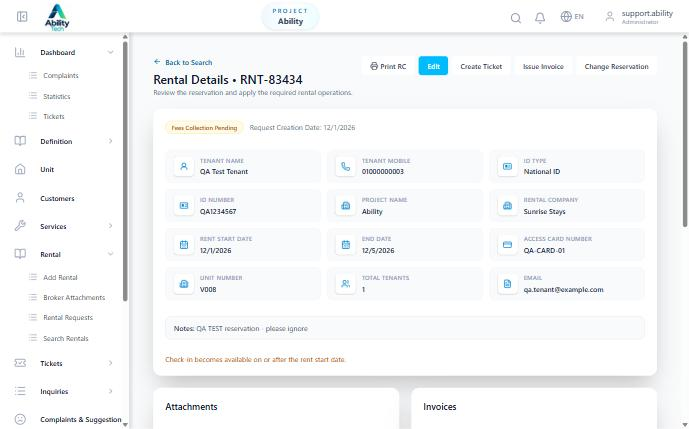 Ability
Tech
PROJECT
Ability
EN
support.ability
Administrator
Dashboard
Complaints
Statistics
Tickets
Definition
Unit
Customers
Services
Rental
Add Rental
Broker Attachments
Rental Requests
Search Rentals
Tickets
Inquiries
Complaints & Suggestion
Back to Search
Rental Details • RNT-83434
Review the reservation and apply the required rental operations.
Print RC
Edit
Create Ticket
Issue Invoice
Change Reservation
Fees Collection Pending
Request Creation Date: 12/1/2026
TENANT NAME
QA Test Tenant
TENANT MOBILE
01000000003
ID TYPE
National ID
ID NUMBER
QA1234567
PROJECT NAME
Ability
RENTAL COMPANY
Sunrise Stays
RENT START DATE
12/1/2026
END DATE
12/5/2026
ACCESS CARD NUMBER
QA-CARD-01
UNIT NUMBER
V008
TOTAL TENANTS
1
EMAIL
qa.tenant@example.com
Notes: QA TEST reservation - please ignore
Check-in becomes available on or after the rent start date.
Attachments
Invoices